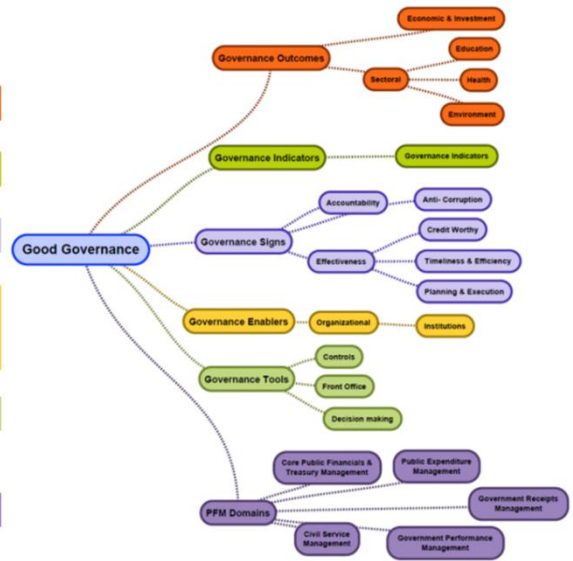 Economic & Investment
Governance Outcomes
Education
Sectoral
Health
Environment
Governance Indicators
Governance Indicators
Accountability
Anti- Corruption
Governance Signs
Credit Worthy
Effectiveness
Timeliness & Efficiency
Planning & Execution
Good Governance
Governance Enablers
Organizational
Institutions
Governance Tools
Controls
Front Office
Decision making
Core Public Financials &
Treasury Management
Public Expenditure
Management
PFM Domains
Government Receipts
Management
Civil Service
Management
Government Performance
Management